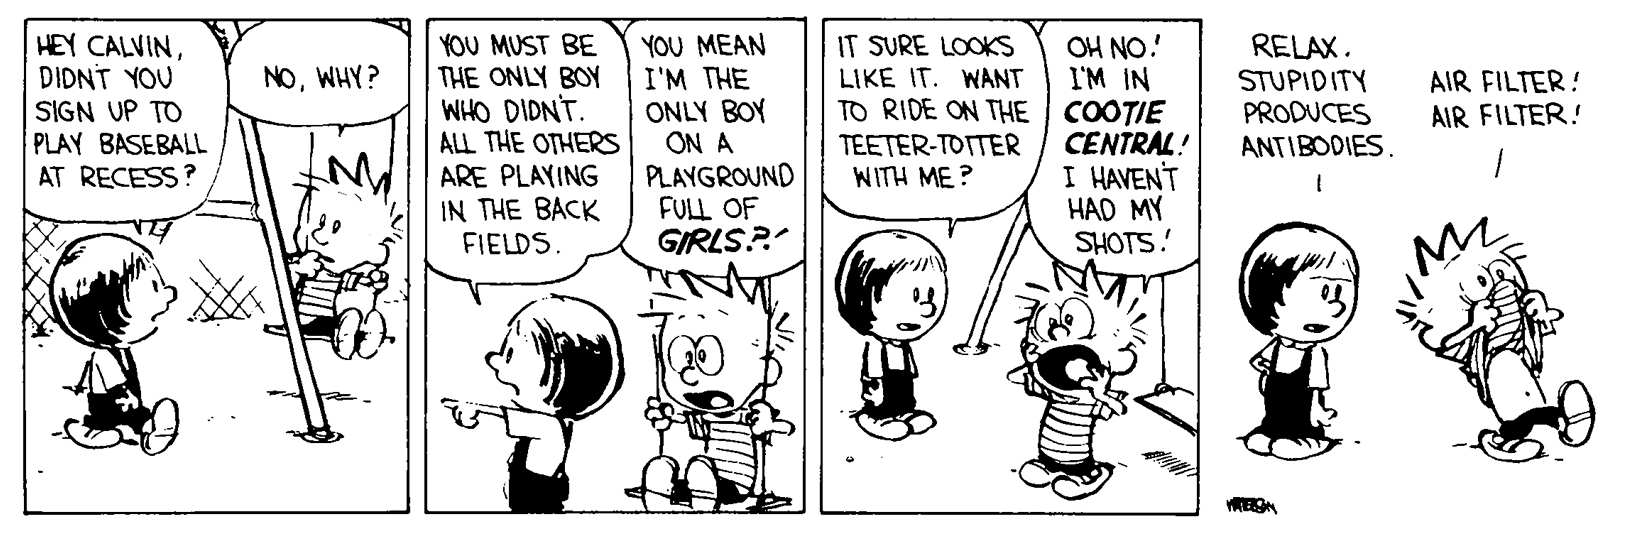 HEY CALVIN,
DIDN'T YOU
SIGN UP TO
PLAY BASEBALL
AT RECESS?
NO, WHY?
YOU MUST BE
THE ONLY BOY
WHO DIDN'T.
ALL THE OTHERS
ARE PLAYING
IN THE BACK
FIELDS.
YOU MEAN
I'M THE
ONLY BOY
ON A
PLAYGROUND
FULL OF
GIRLS?!
IT SURE LOOKS
LIKE IT. WANT
TO RIDE ON THE
TEETER-TOTTER
WITH ME?
OH NO!
I'M IN
COOTIE
CENTRAL!
I HAVEN'T
HAD MY
SHOTS!
RELAX.
STUPIDITY
PRODUCES
ANTIBODIES.
AIR FILTER!
AIR FILTER!
WATTERSON